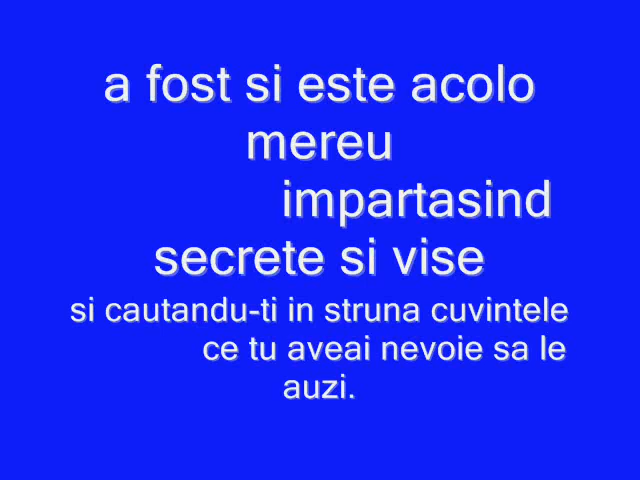 a fost si este acolo
mereu
impartasind
secrete si vise
si cautandu-ti in struna cuvintele
ce tu aveai nevoie sa le
auzi.